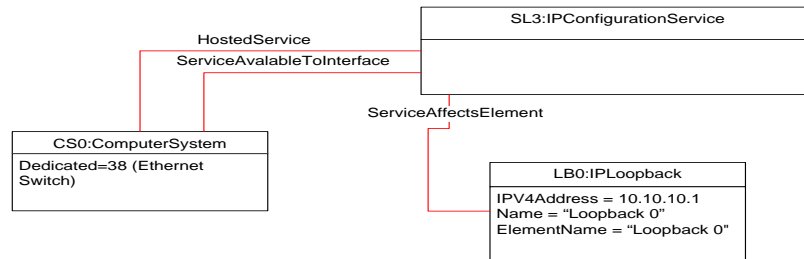 SL3:IPConfigurationService
HostedService
ServiceAvalableToInterface
ServiceAffectsElement
CS0:ComputerSystem
Dedicated=38 (Ethernet
Switch)
LB0:IPLoopback
IPV4Address = 10.10.10.1
Name = “Loopback 0”
ElementName = “Loopback 0”